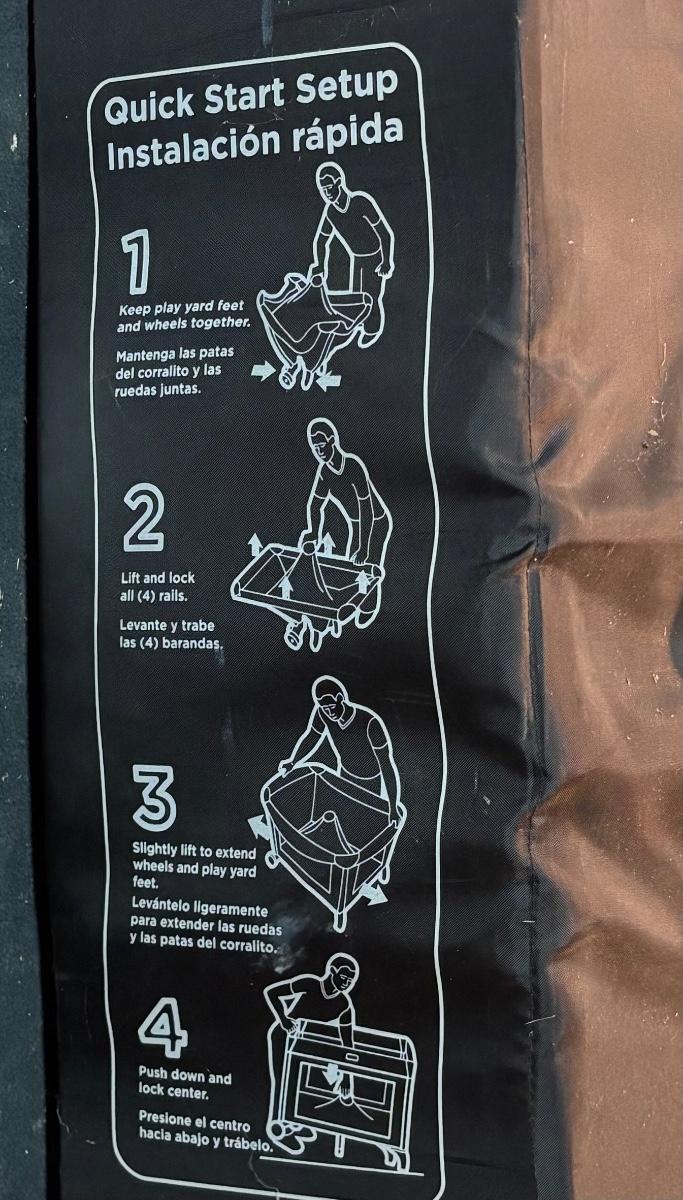 Quick Start Setup
Instalación rápida
1
Keep play yard feet
and wheels together.
Mantenga las patas
del corralito y las
ruedas juntas.
2
Lift and lock
all (4) rails.
Levante y trabe
las (4) barandas.
3
Slightly lift to extend
wheels and play yard
feet.
Levántelo ligeramente
para extender las ruedas
y las patas del corralito.
4
Push down and
lock center.
Presione el centro
hacia abajo y trábelo.